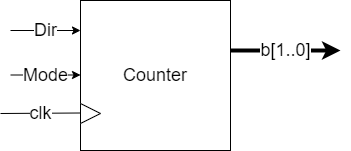 Dir
Mode
Counter
b[1..0]
clk